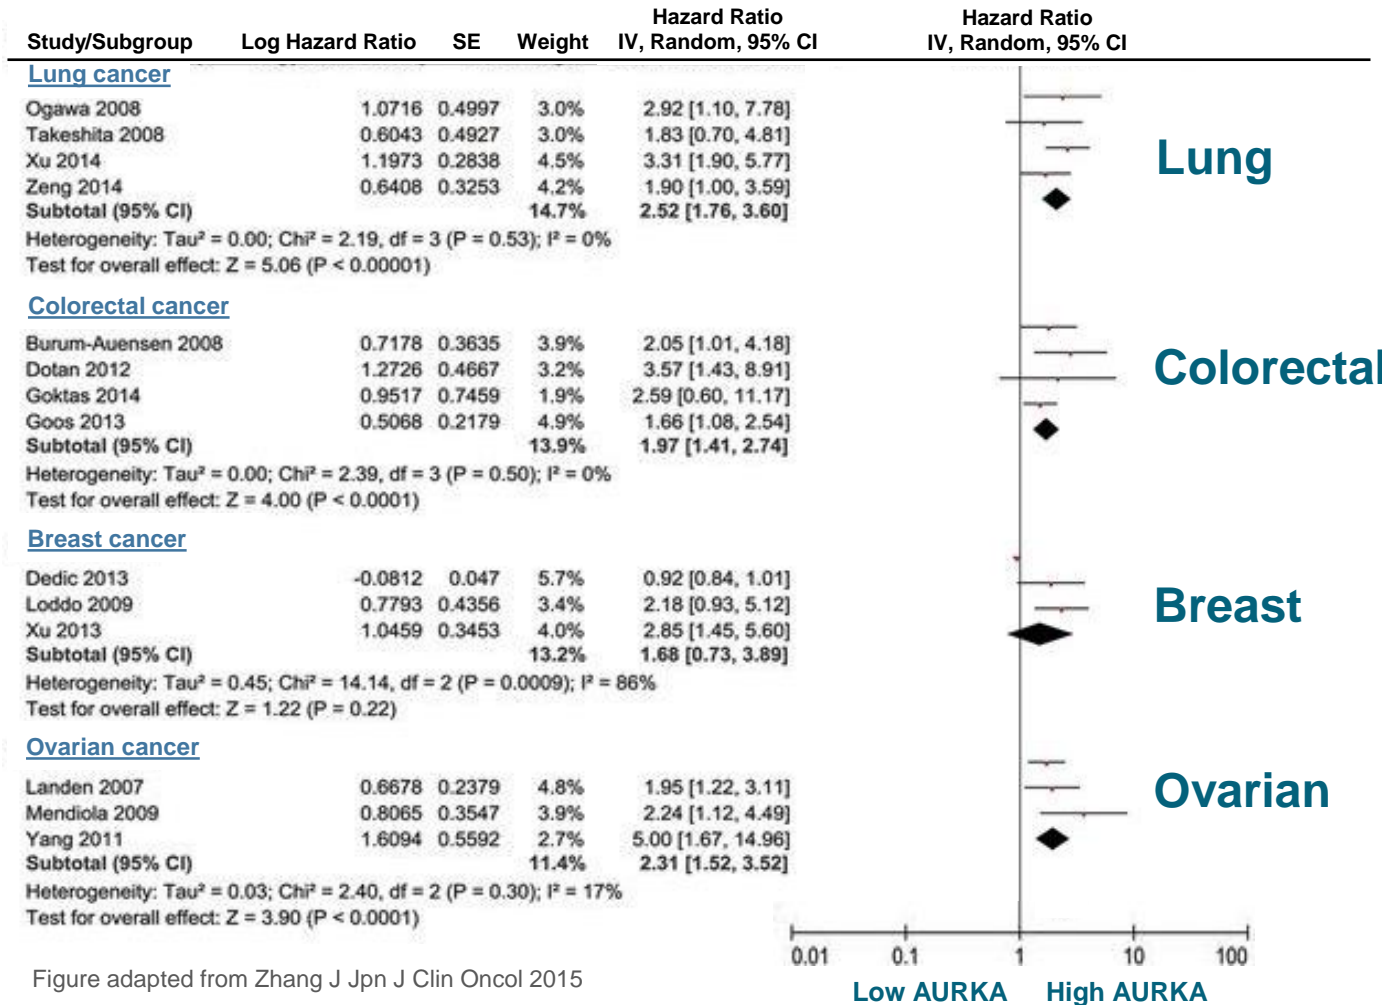 Hazard Ratio Hazard Ratio
Study/Subgroup Log Hazard Ratio SE Weight IV, Random, 95% CI IV, Random, 95% CI
Lung cancer
Ogawa 2008 1.0716 0.4997 3.0% 2.92 [1.10, 7.78]
Takeshita 2008 0.6043 0.4927 3.0% 1.83 [0.70, 4.81]
Xu 2014 1.1973 0.2838 4.5% 3.31 [1.90, 5.77]
Zeng 2014 0.6408 0.3253 4.2% 1.90 [1.00, 3.59]
Subtotal (95% CI) 14.7% 2.52 [1.76, 3.60]
Heterogeneity: Tau² = 0.00; Chi² = 2.19, df = 3 (P = 0.53); I² = 0%
Test for overall effect: Z = 5.06 (P < 0.00001)
Lung
Colorectal cancer
Burum-Auensen 2008 0.7178 0.3635 3.9% 2.05 [1.01, 4.18]
Dotan 2012 1.2726 0.4667 3.2% 3.57 [1.43, 8.91]
Goktas 2014 0.9517 0.7459 1.9% 2.59 [0.60, 11.17]
Goos 2013 0.5068 0.2179 4.9% 1.66 [1.08, 2.54]
Subtotal (95% CI) 13.9% 1.97 [1.41, 2.74]
Heterogeneity: Tau² = 0.00; Chi² = 2.39, df = 3 (P = 0.50); I² = 0%
Test for overall effect: Z = 4.00 (P < 0.0001)
Colorectal
Breast cancer
Dedic 2013 -0.0812 0.047 5.7% 0.92 [0.84, 1.01]
Loddo 2009 0.7793 0.4356 3.4% 2.18 [0.93, 5.12]
Xu 2013 1.0459 0.3453 4.0% 2.85 [1.45, 5.60]
Subtotal (95% CI) 13.2% 1.68 [0.73, 3.89]
Heterogeneity: Tau² = 0.45; Chi² = 14.14, df = 2 (P = 0.0009); I² = 86%
Test for overall effect: Z = 1.22 (P = 0.22)
Breast
Ovarian cancer
Landen 2007 0.6678 0.2379 4.8% 1.95 [1.22, 3.11]
Mendiola 2009 0.8065 0.3547 3.9% 2.24 [1.12, 4.49]
Yang 2011 1.6094 0.5592 2.7% 5.00 [1.67, 14.96]
Subtotal (95% CI) 11.4% 2.31 [1.52, 3.52]
Heterogeneity: Tau² = 0.03; Chi² = 2.40, df = 2 (P = 0.30); I² = 17%
Test for overall effect: Z = 3.90 (P < 0.0001)
Ovarian
0.01 0.1 1 10 100
Low AURKA High AURKA
Figure adapted from Zhang J Jpn J Clin Oncol 2015